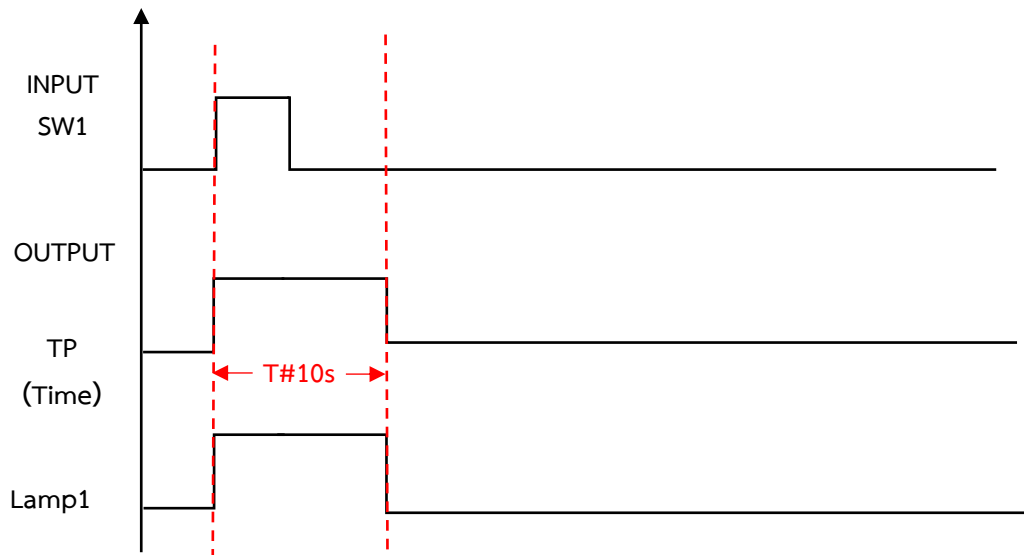 INPUT
SW1
OUTPUT
TP
(Time)
T#10s
Lamp1